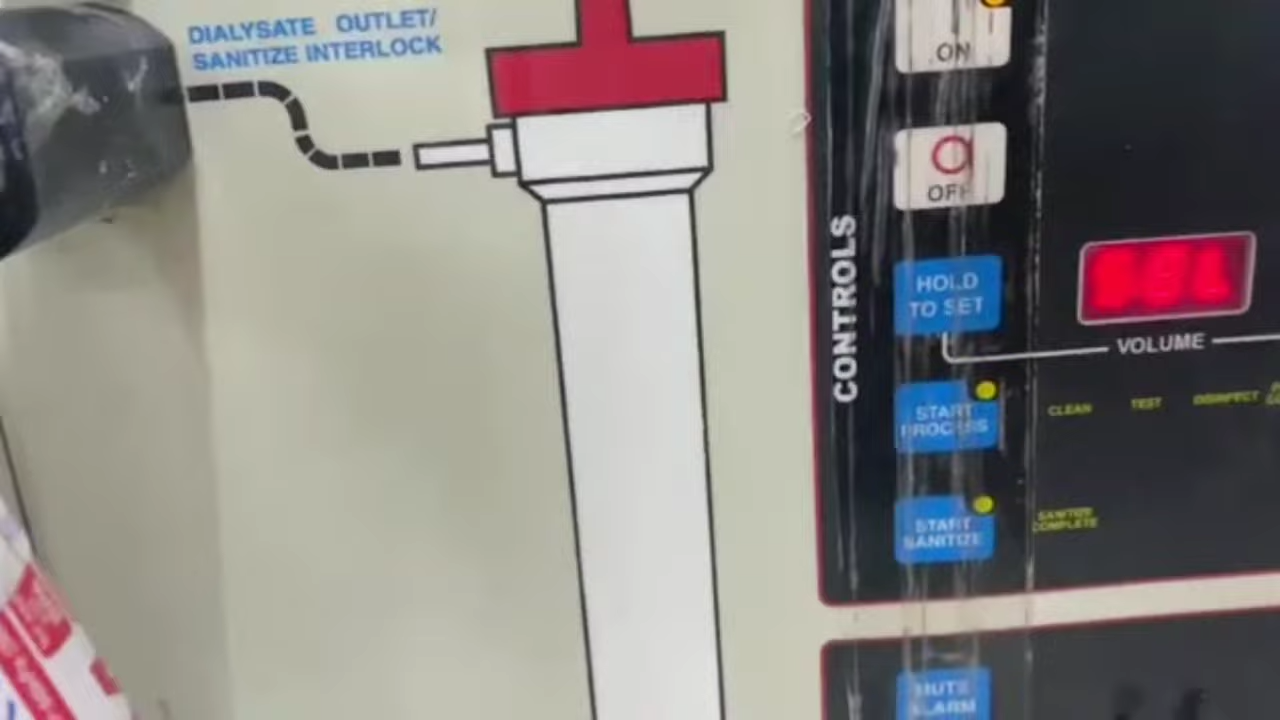 DIALYSATE OUTLET/
SANITIZE INTERLOCK
CONTROLS
ON
OFF
HOLD
TO SET
VOLUME
START
PROCESS
CLEAN
TEST
DISINFECT
START
SANITIZE
SANITIZE
COMPLETE
MUTE
ALARM